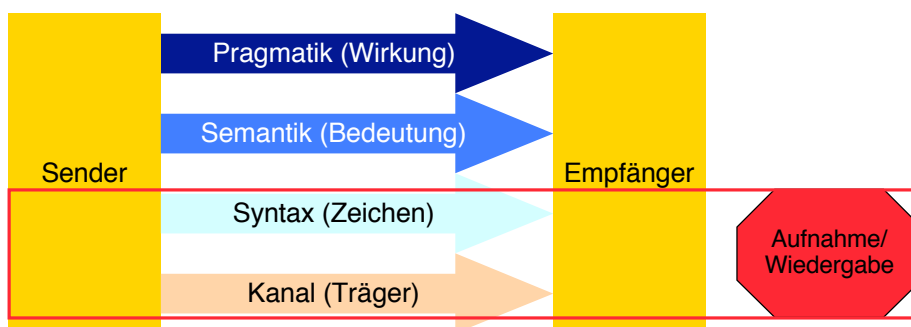 Pragmatik (Wirkung)
Semantik (Bedeutung)
Sender
Empfänger
Syntax (Zeichen)
Aufnahme/
Wiedergabe
Kanal (Träger)